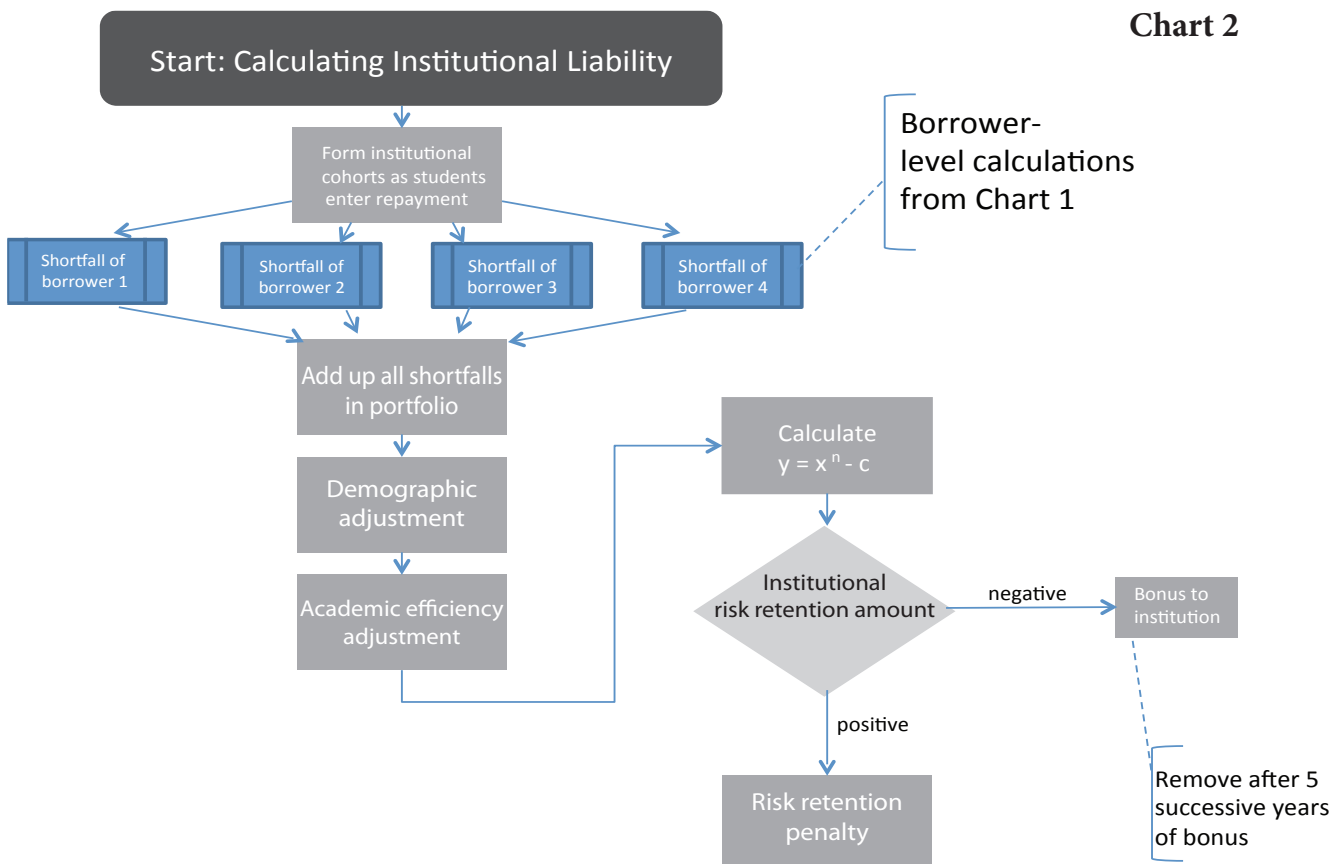 Chart 2
Start: Calculating Institutional Liability
Form institutional
cohorts as students
enter repayment
Borrower-
level calculations
from Chart 1
Shortfall of
borrower 1
Shortfall of
borrower 2
Shortfall of
borrower 3
Shortfall of
borrower 4
Add up all shortfalls
in portfolio
Demographic
adjustment
Academic efficiency
adjustment
Calculate
y = x n - c
Institutional
risk retention amount
negative
Bonus to
institution
positive
Risk retention
penalty
Remove after 5
successive years
of bonus